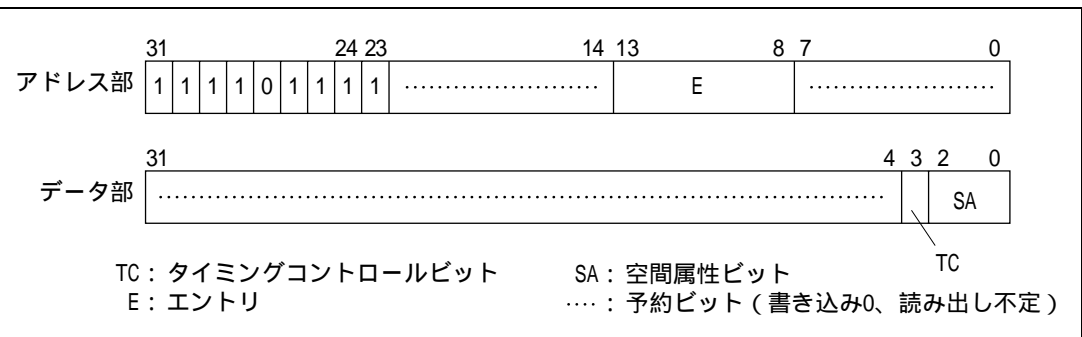 31 24 23 14 13 8 7 0
アドレス部 1 1 1 1 0 1 1 1 1 ........................ E .......................
31 4 3 2 0
データ部 ........................................................................ SA
TC
TC : タイミングコントロールビット SA : 空間属性ビット
E : エントリ .... : 予約ビット ( 書き込み0、読み出し不定 )